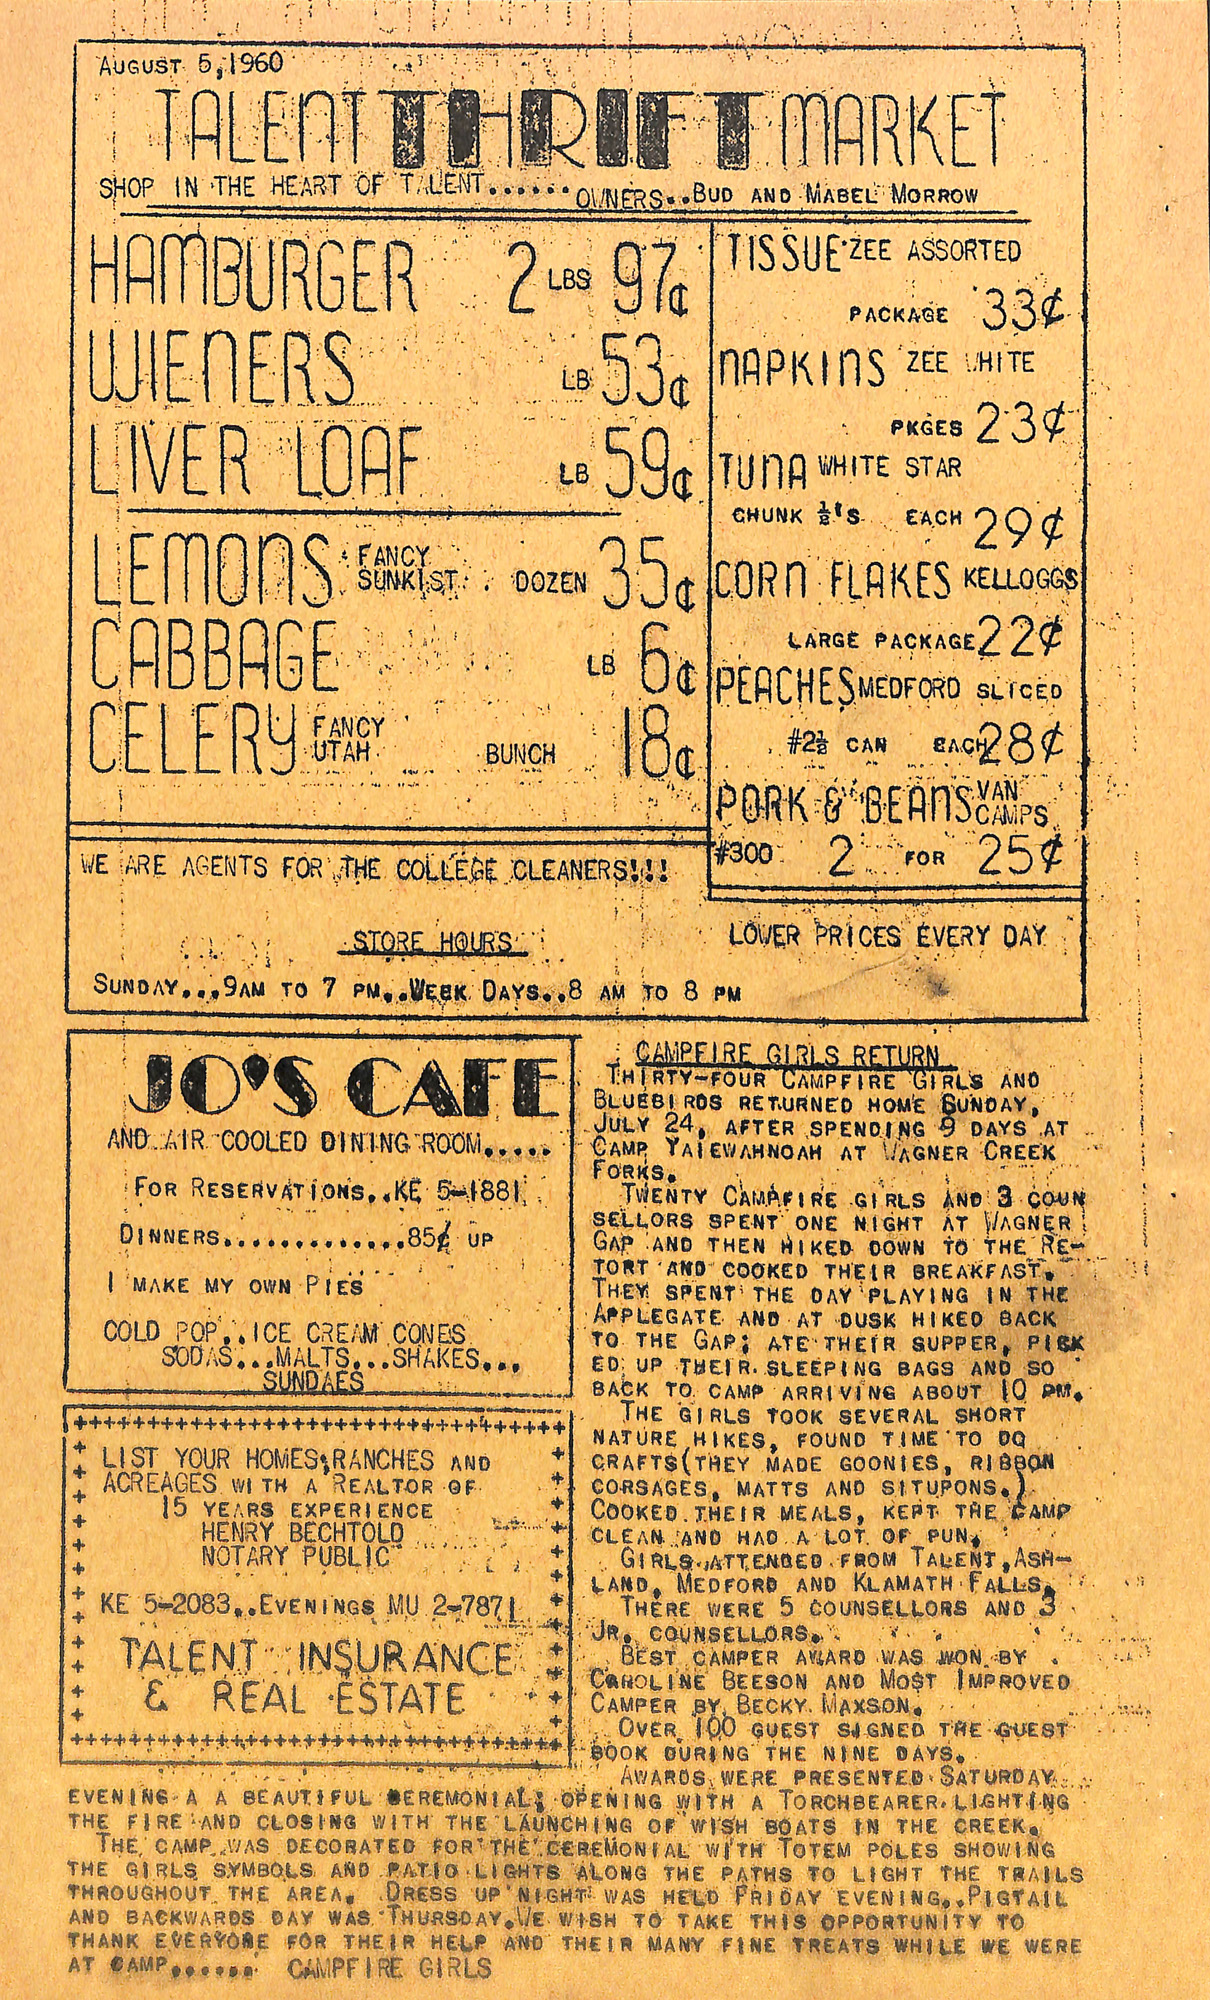 AUGUST 5, 1960
TALENT THRIFT MARKET
SHOP IN THE HEART OF TALENT......OWNERS..BUD AND MABEL MORROW
HAMBURGER 2 LBS 97¢
WIENERS LB 53¢
LIVER LOAF LB 59¢
LEMONS FANCY SUNKIST DOZEN 35¢
CABBAGE LB 6¢
CELERY FANCY UTAH BUNCH 18¢
TISSUE ZEE ASSORTED
PACKAGE 33¢
NAPKINS ZEE WHITE
PKGES 23¢
TUNA WHITE STAR
CHUNK ½'S EACH 29¢
CORN FLAKES KELLOGGS
LARGE PACKAGE 22¢
PEACHES MEDFORD SLICED
#2½ CAN EACH 28¢
PORK & BEANS VAN CAMPS
#300 2 FOR 25¢
WE ARE AGENTS FOR THE COLLEGE CLEANERS!!!
STORE HOURS
LOWER PRICES EVERY DAY
SUNDAY...9AM TO 7 PM..WEEK DAYS..8 AM TO 8 PM
JO'S CAFE
AND AIR COOLED DINING ROOM.....
FOR RESERVATIONS..KE 5-1881
DINNERS.............85¢ UP
I MAKE MY OWN PIES
COLD POP..ICE CREAM CONES
SODAS...MALTS...SHAKES...
SUNDAES
LIST YOUR HOMES;RANCHES AND
ACREAGES WITH A REALTOR OF
15 YEARS EXPERIENCE
HENRY BECHTOLD
NOTARY PUBLIC
KE 5-2083..EVENINGS MU 2-7871
TALENT INSURANCE
& REAL ESTATE
CAMPFIRE GIRLS RETURN
THIRTY-FOUR CAMPFIRE GIRLS AND
BLUEBIRDS RETURNED HOME SUNDAY,
JULY 24, AFTER SPENDING 9 DAYS AT
CAMP YAIEWAHNOAH AT WAGNER CREEK
FORKS.
TWENTY CAMPFIRE GIRLS AND 3 COUN
SELLORS SPENT ONE NIGHT AT WAGNER
GAP AND THEN HIKED DOWN TO THE RE-
TORT AND COOKED THEIR BREAKFAST.
THEY SPENT THE DAY PLAYING IN THE
APPLEGATE AND AT DUSK HIKED BACK
TO THE GAP; ATE THEIR SUPPER, PICK
ED UP THEIR SLEEPING BAGS AND SO
BACK TO CAMP ARRIVING ABOUT 10 PM.
THE GIRLS TOOK SEVERAL SHORT
NATURE HIKES, FOUND TIME TO DO
CRAFTS(THEY MADE GOONIES, RIBBON
CORSAGES, MATTS AND SITUPONS.)
COOKED THEIR MEALS, KEPT THE CAMP
CLEAN AND HAD A LOT OF FUN.
GIRLS ATTENDED FROM TALENT, ASH-
LAND, MEDFORD AND KLAMATH FALLS.
THERE WERE 5 COUNSELLORS AND 3
JR. COUNSELLORS.
BEST CAMPER AWARD WAS WON BY
CAROLINE BEESON AND MOST IMPROVED
CAMPER BY BECKY MAXSON.
OVER 100 GUEST SIGNED THE GUEST
BOOK DURING THE NINE DAYS.
AWARDS WERE PRESENTED SATURDAY
EVENING A A BEAUTIFUL CEREMONIAL; OPENING WITH A TORCHBEARER LIGHTING
THE FIRE AND CLOSING WITH THE LAUNCHING OF WISH BOATS IN THE CREEK.
THE CAMP WAS DECORATED FOR THE CEREMONIAL WITH TOTEM POLES SHOWING
THE GIRLS SYMBOLS AND PATIO LIGHTS ALONG THE PATHS TO LIGHT THE TRAILS
THROUGHOUT THE AREA. DRESS UP NIGHT WAS HELD FRIDAY EVENING..PIGTAIL
AND BACKWARDS DAY WAS THURSDAY.WE WISH TO TAKE THIS OPPORTUNITY TO
THANK EVERYONE FOR THEIR HELP AND THEIR MANY FINE TREATS WHILE WE WERE
AT CAMP...... CAMPFIRE GIRLS